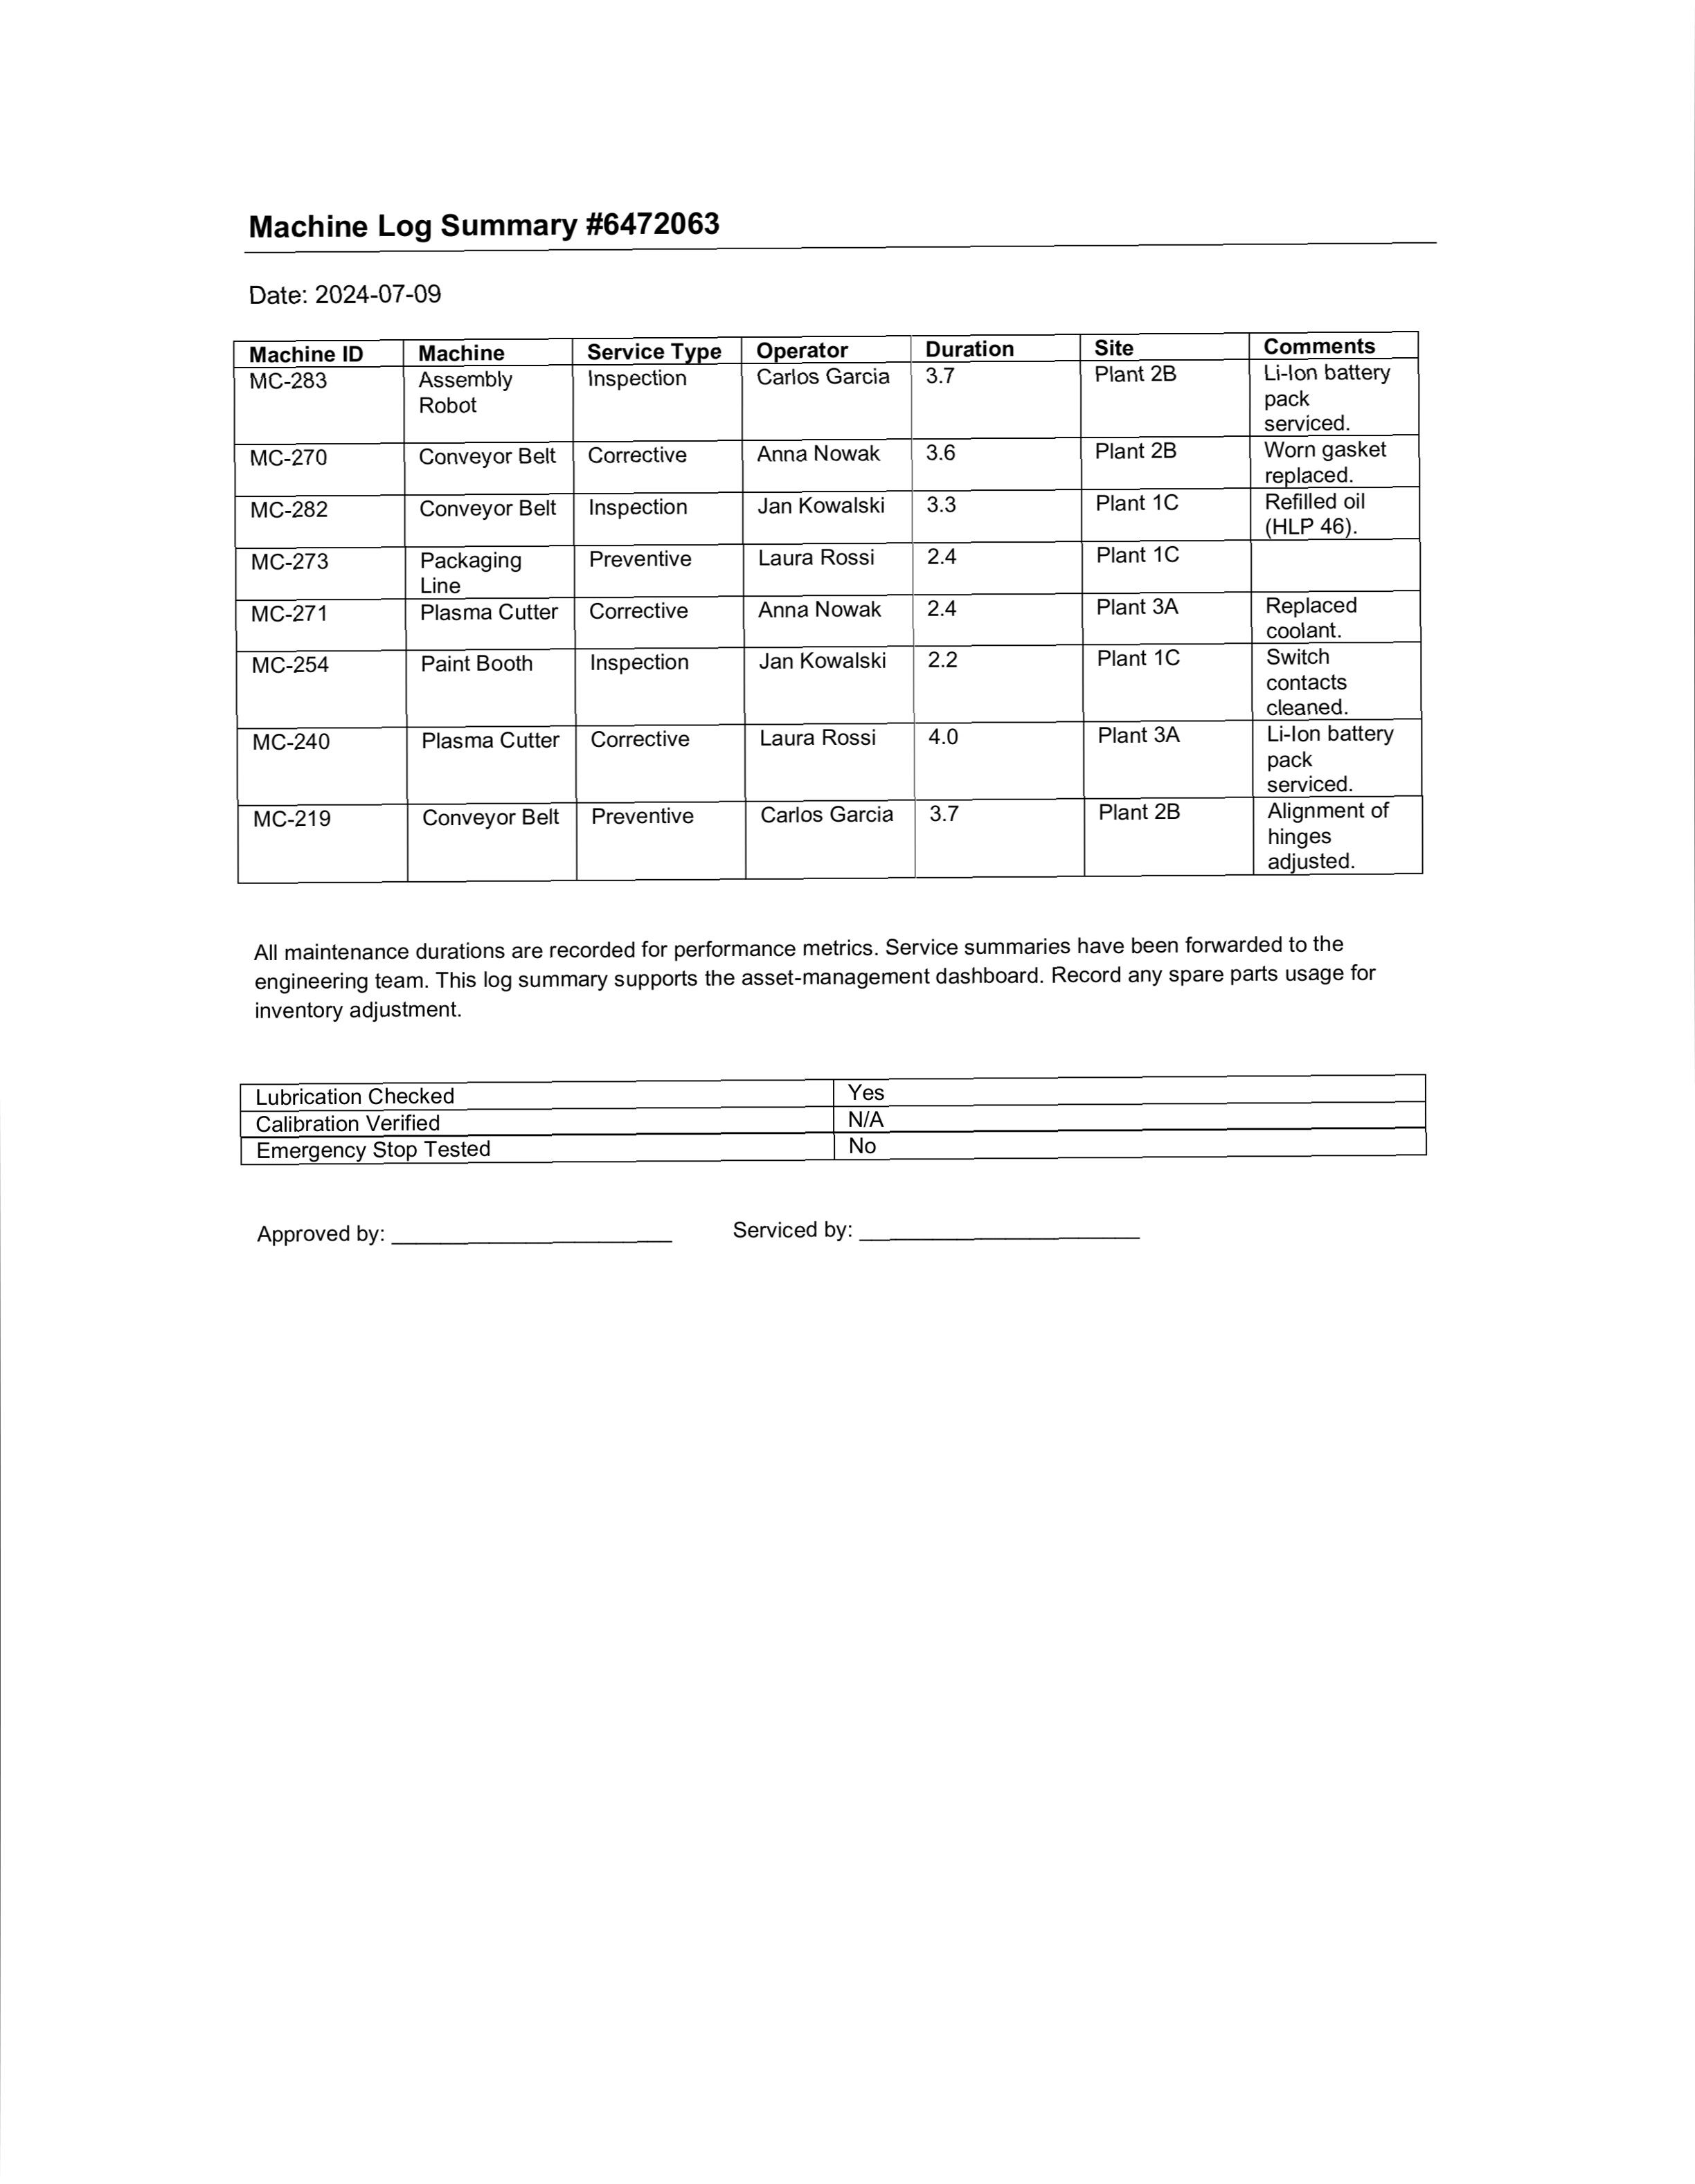 Machine Log Summary #6472063
Date: 2024-07-09
Machine ID Machine Service Type Operator Duration Site Comments
MC-283 Assembly Robot Inspection Carlos Garcia 3.7 Plant 2B Li-Ion battery pack serviced.
MC-270 Conveyor Belt Corrective Anna Nowak 3.6 Plant 2B Worn gasket replaced.
MC-282 Conveyor Belt Inspection Jan Kowalski 3.3 Plant 1C Refilled oil (HLP 46).
MC-273 Packaging Line Preventive Laura Rossi 2.4 Plant 1C
MC-271 Plasma Cutter Corrective Anna Nowak 2.4 Plant 3A Replaced coolant.
MC-254 Paint Booth Inspection Jan Kowalski 2.2 Plant 1C Switch contacts cleaned.
MC-240 Plasma Cutter Corrective Laura Rossi 4.0 Plant 3A Li-Ion battery pack serviced.
MC-219 Conveyor Belt Preventive Carlos Garcia 3.7 Plant 2B Alignment of hinges adjusted.
All maintenance durations are recorded for performance metrics. Service summaries have been forwarded to the
engineering team. This log summary supports the asset-management dashboard. Record any spare parts usage for
inventory adjustment.
Lubrication Checked Yes
Calibration Verified N/A
Emergency Stop Tested No
Approved by: _______________________ Serviced by: _______________________